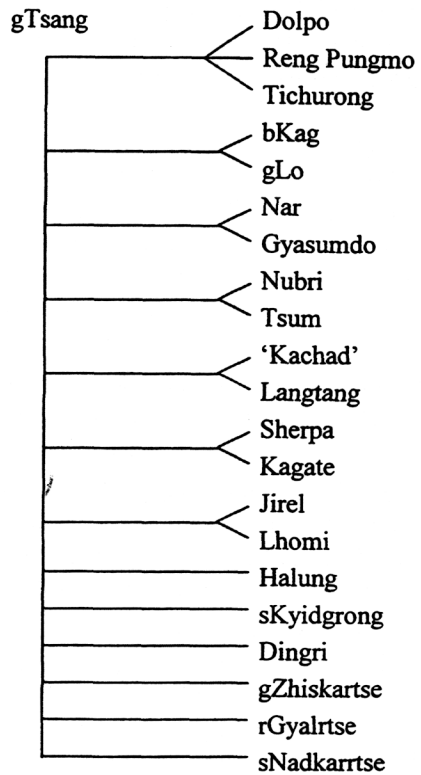 gTsang
Dolpo
Reng Pungmo
Tichurong
bKag
gLo
Nar
Gyasumdo
Nubri
Tsum
‘Kachad’
Langtang
Sherpa
Kagate
Jirel
Lhomi
Halung
sKyidgrong
Dingri
gZhiskartse
rGyalrtse
sNadkarrtse